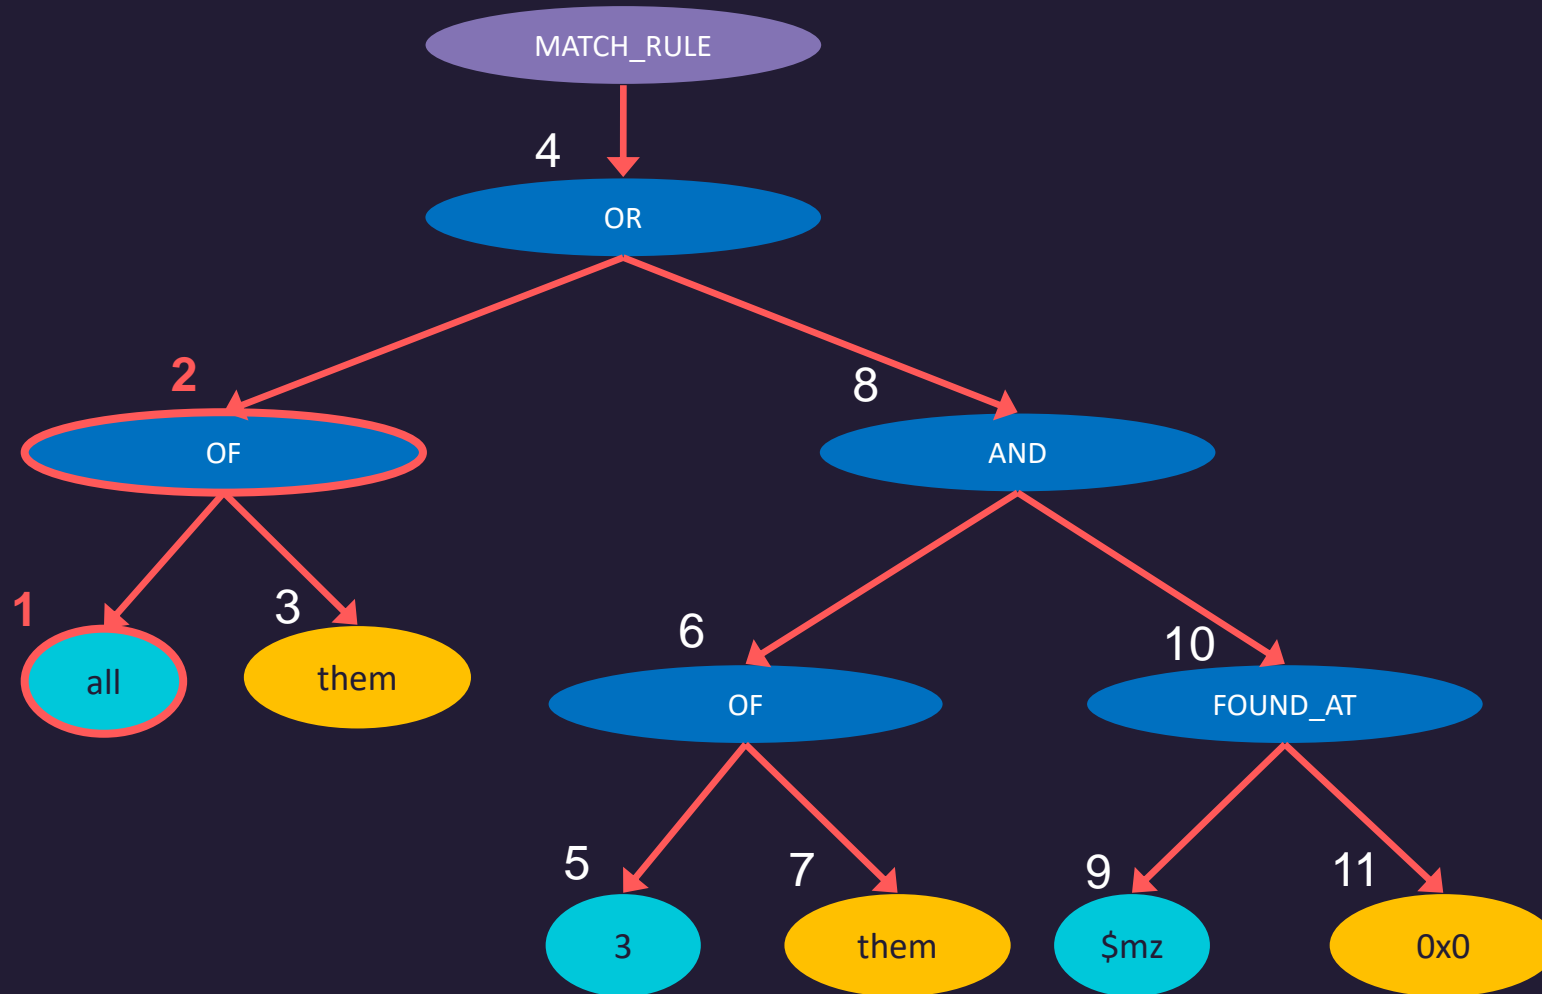 MATCH_RULE
4
OR
2
8
OF
AND
1
3
6
10
all
them
OF
FOUND_AT
5
7
9
11
3
them
$mz
0x0